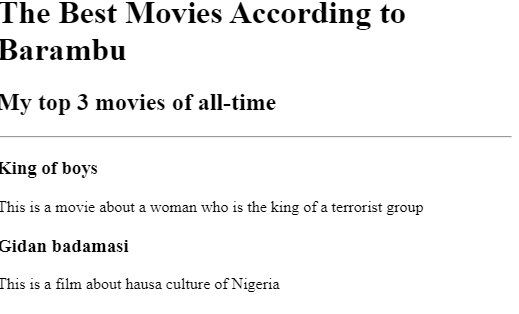 The Best Movies According to
Barambu
My top 3 movies of all-time
King of boys
This is a movie about a woman who is the king of a terrorist group
Gidan badamasi
This is a film about hausa culture of Nigeria